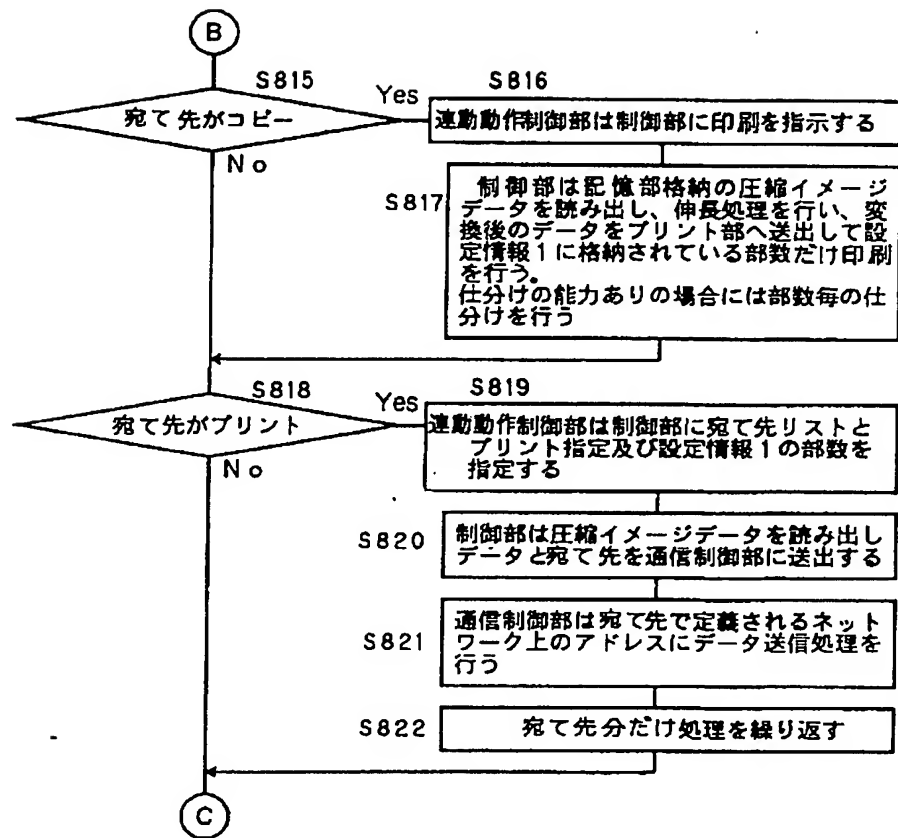 B
S815
宛て先がコピー
Yes
No
S816
連動動作制御部は制御部に印刷を指示する
S817
制御部は記憶部格納の圧縮イメージ
データを読み出し、伸長処理を行い、変
換後のデータをプリント部へ送出して設
定情報1に格納されている部数だけ印刷
を行う。
仕分けの能力ありの場合には部数毎の仕
分けを行う
S818
宛て先がプリント
Yes
No
S819
連動動作制御部は制御部に宛て先リストと
プリント指定及び設定情報1の部数を
指定する
S820
制御部は圧縮イメージデータを読み出し
データと宛て先を通信制御部に送出する
S821
通信制御部は宛て先で定義されるネット
ワーク上のアドレスにデータ送信処理を
行う
S822
宛て先分だけ処理を繰り返す
C